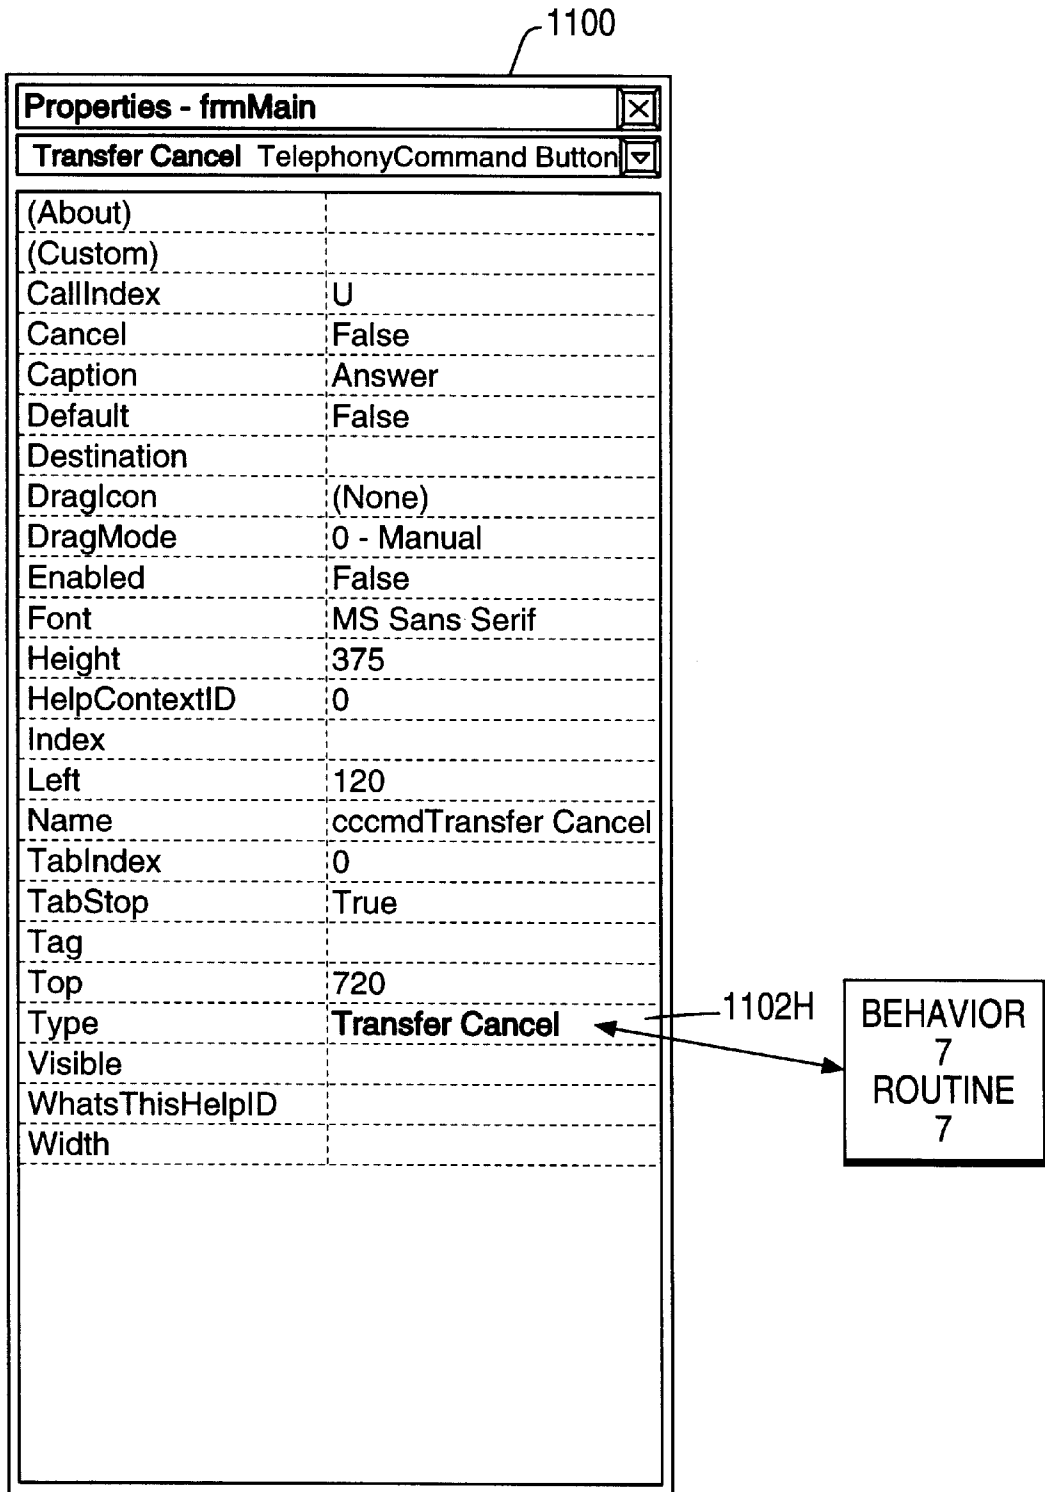 1100
Properties - frmMain
Transfer Cancel TelephonyCommand Button
(About)
(Custom)
CallIndex U
Cancel False
Caption Answer
Default False
Destination
DragIcon (None)
DragMode 0 - Manual
Enabled False
Font MS Sans Serif
Height 375
HelpContextID 0
Index
Left 120
Name cccmdTransfer Cancel
TabIndex 0
TabStop True
Tag
Top 720
Type Transfer Cancel
Visible
WhatsThisHelpID
Width
1102H
BEHAVIOR
7
ROUTINE
7